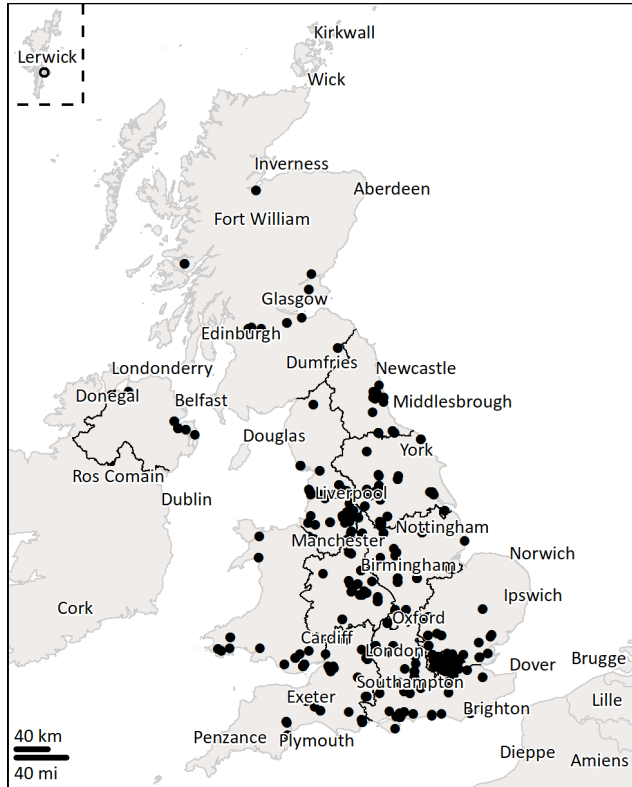 Kirkwall
Lerwick
Wick
Inverness
Aberdeen
Fort William
Glasgow
Edinburgh
Dumfries
Londonderry
Newcastle
Donegal
Belfast
Middlesbrough
Douglas
York
Ros Comain
Liverpool
Dublin
Nottingham
Manchester
Norwich
Birmingham
Ipswich
Cork
Oxford
Cardiff
London
Dover
Brugge
Southampton
Exeter
Lille
Brighton
40 km
Penzance
Plymouth
Dieppe
40 mi
Amiens